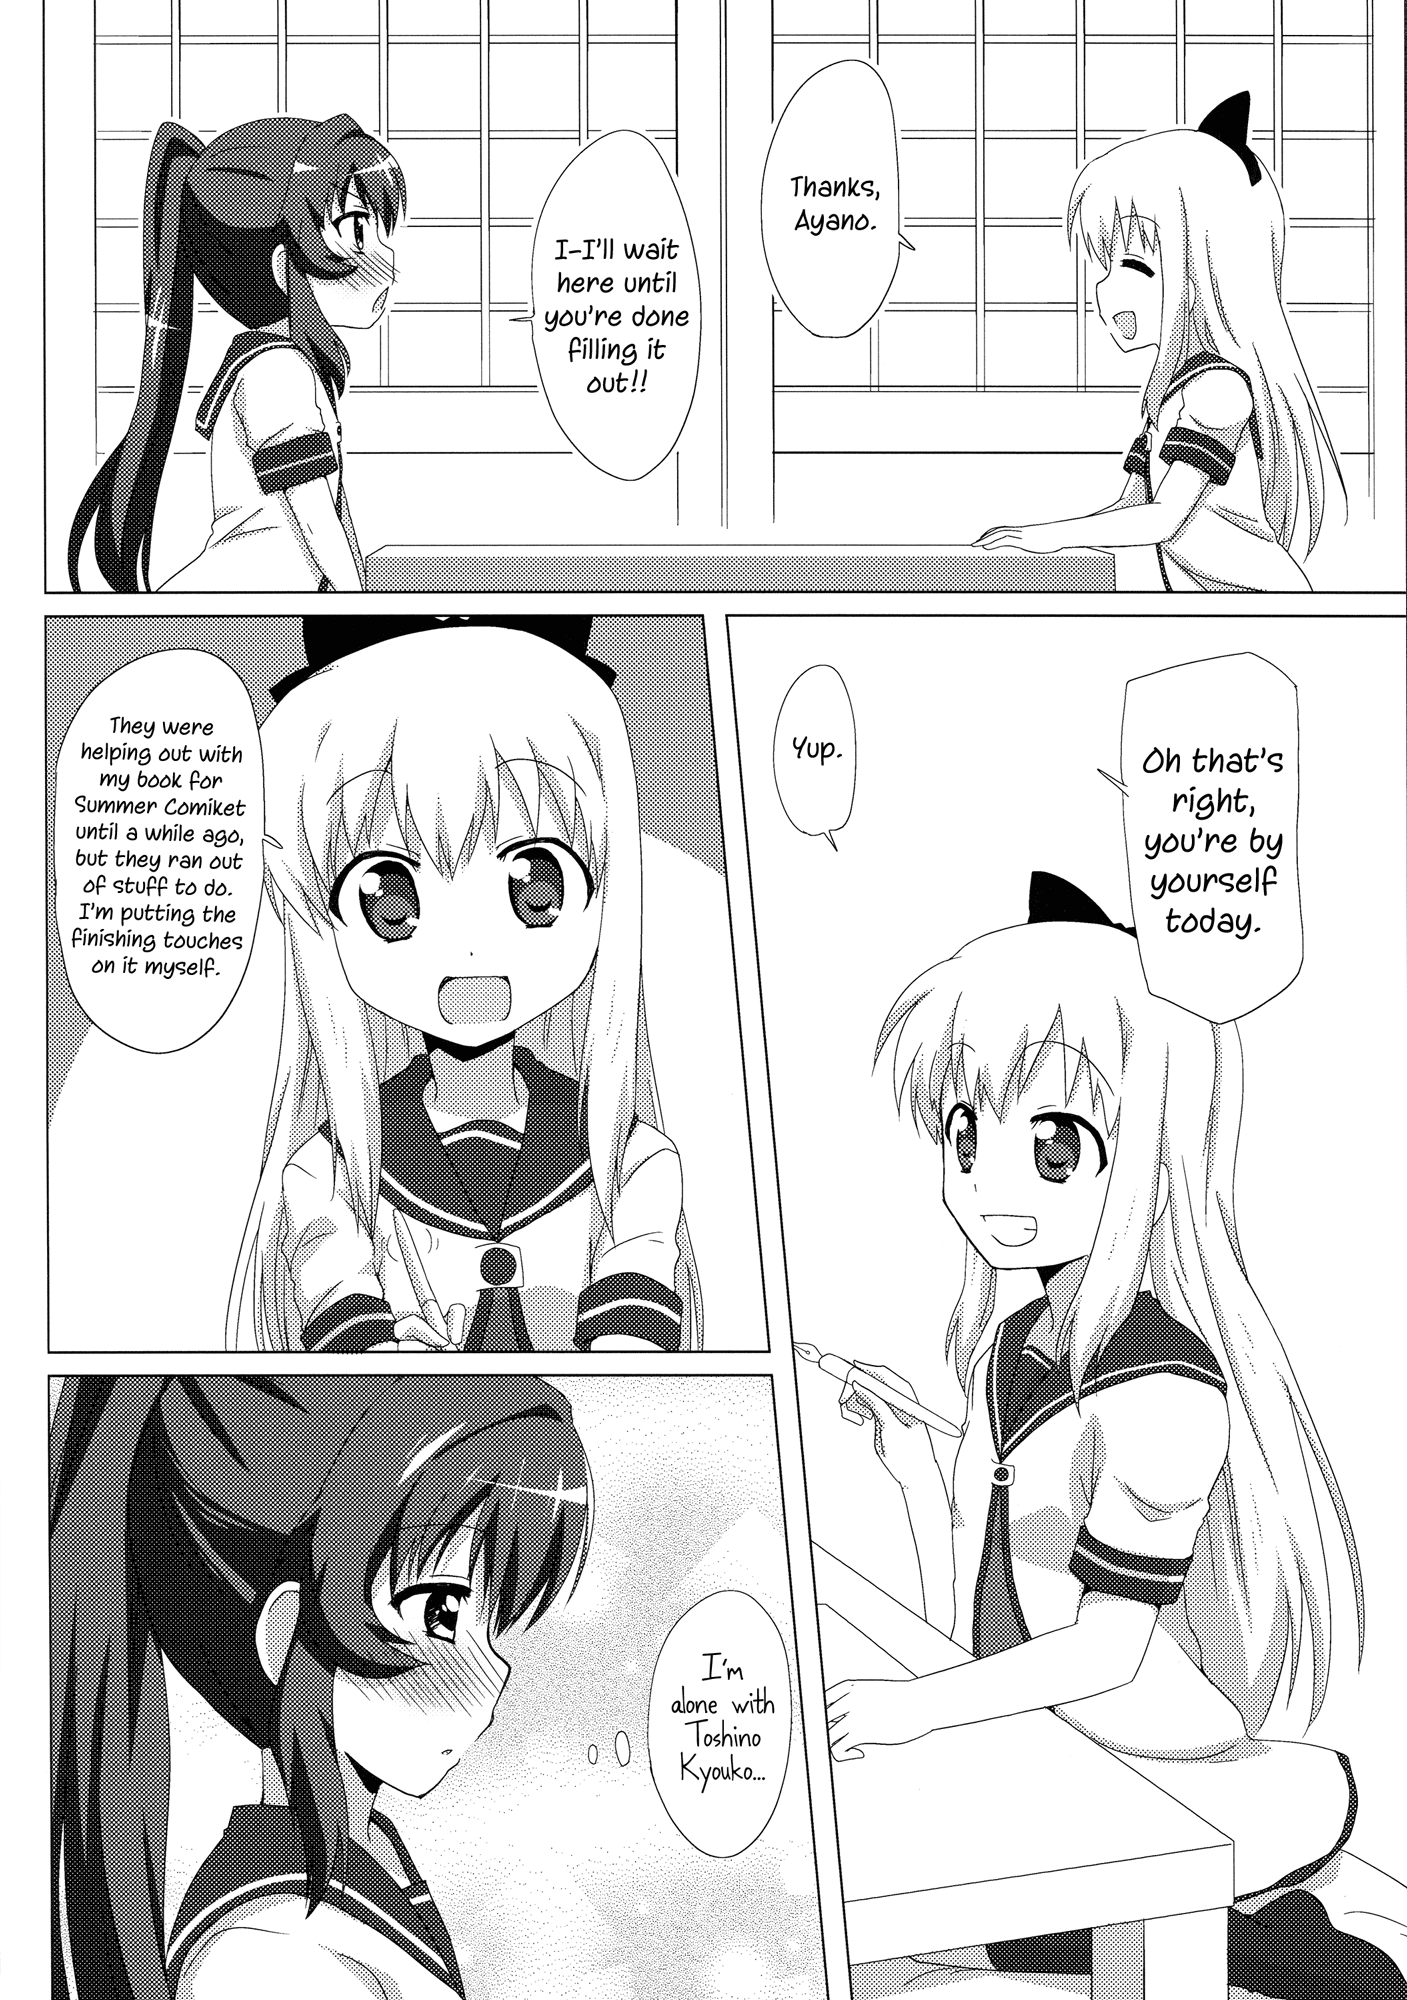 Thanks,
Ayano.
I-I'll wait
here until
you're done
filling it
out!!
Oh that's
right,
you're by
yourself
today.
Yup.
They were
helping out with
my book for
Summer Comiket
until a while ago,
but they ran out
of stuff to do.
I'm putting the
finishing touches
on it myself.
I'm
alone with
Toshino
Kyouko...